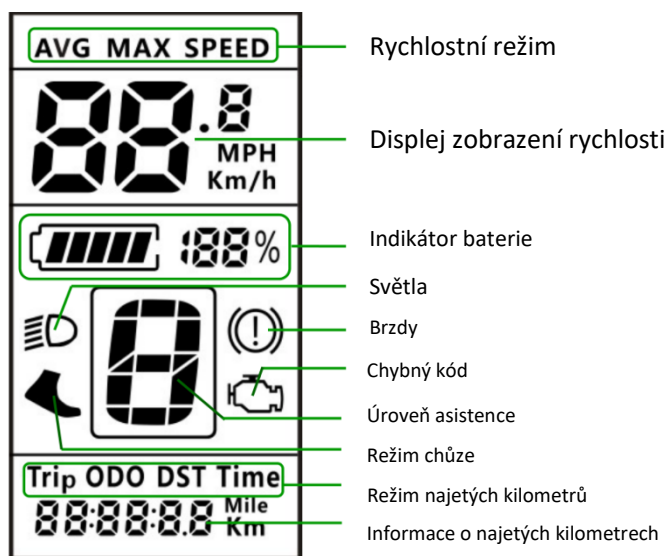 AVG MAX SPEED
Rychlostní režim
88.8
MPH
Km/h
Displej zobrazení rychlosti
188%
Indikátor baterie
Světla
Brzdy
8
Chybný kód
Úroveň asistence
Režim chůze
Trip ODO DST Time
Režim najetých kilometrů
88:88:8.8
Mile
Km
Informace o najetých kilometrech